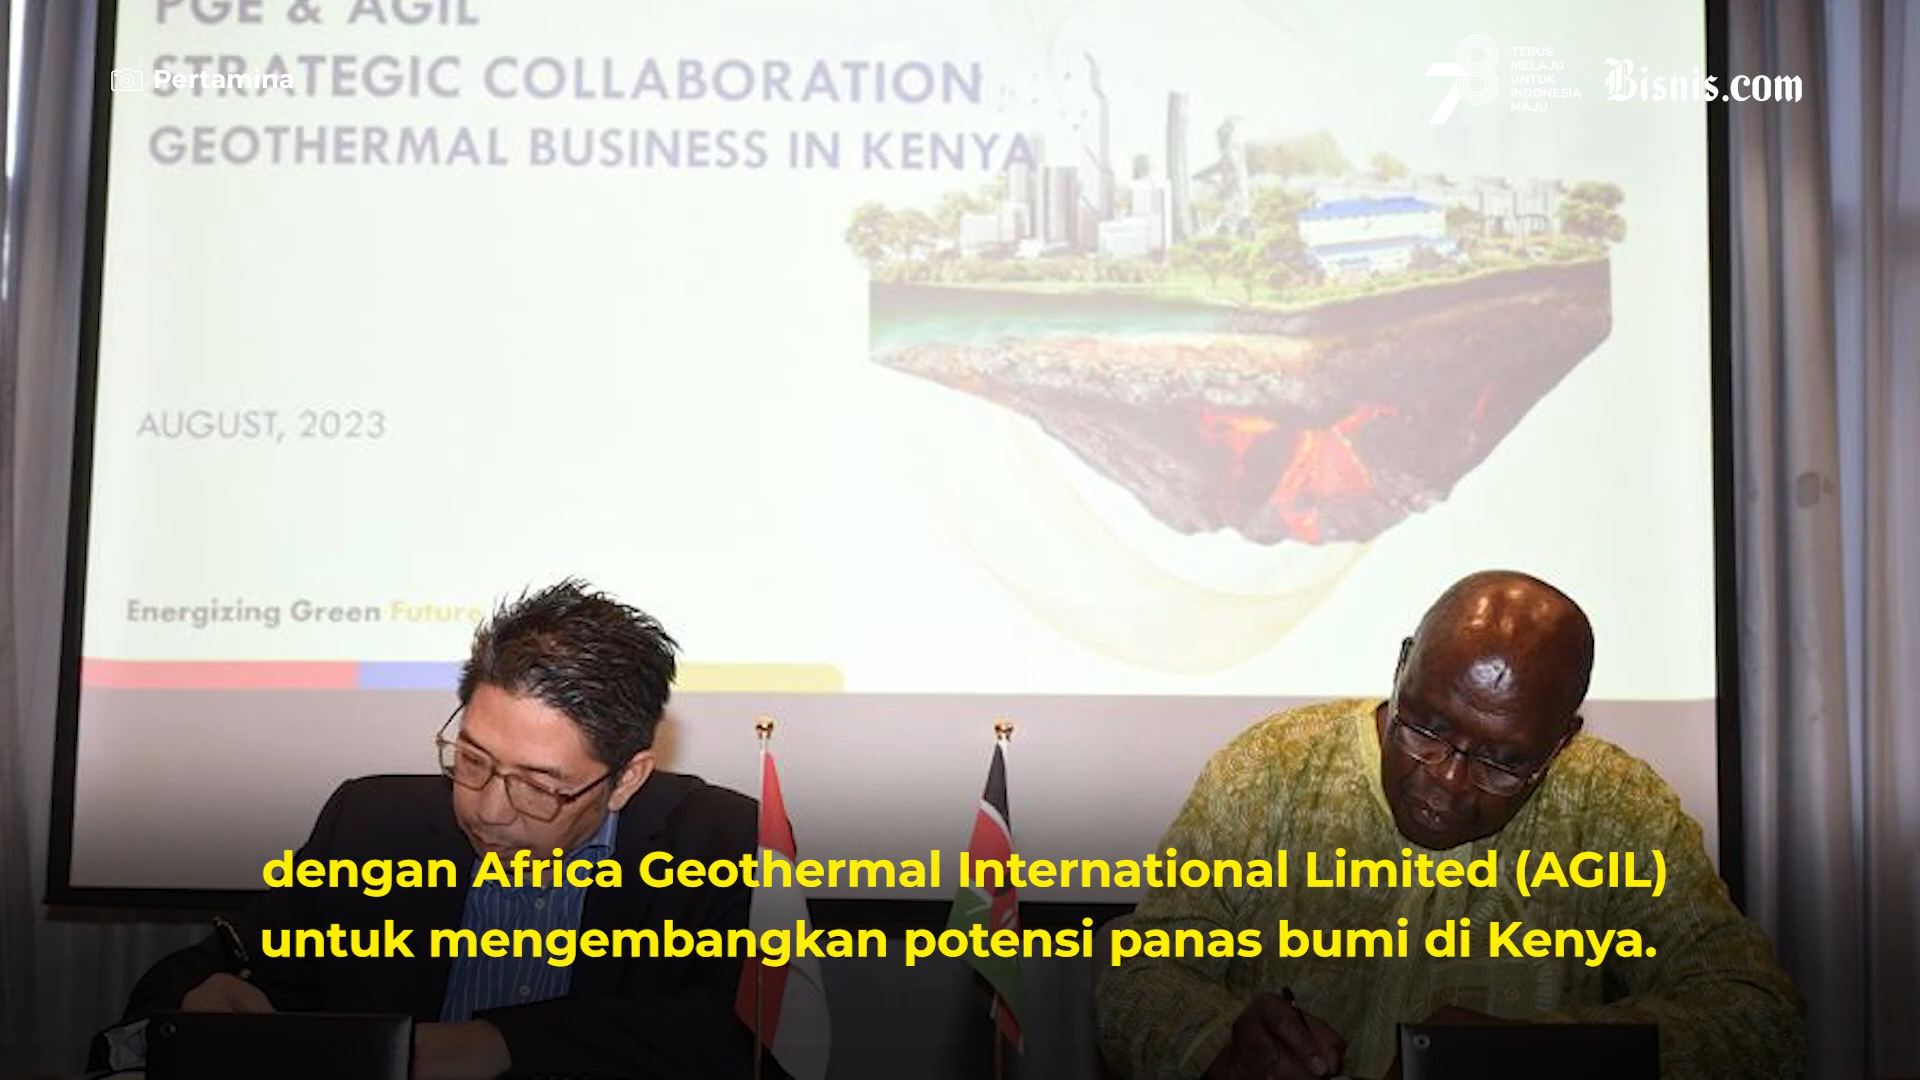 PGE & AGIL
STRATEGIC COLLABORATION
GEOTHERMAL BUSINESS IN KENYA
Pertamina
78
TERUS
MELAJU
UNTUK
INDONESIA
MAJU
Bisnis.com
AUGUST, 2023
Energizing Green Future
dengan Africa Geothermal International Limited (AGIL)
untuk mengembangkan potensi panas bumi di Kenya.